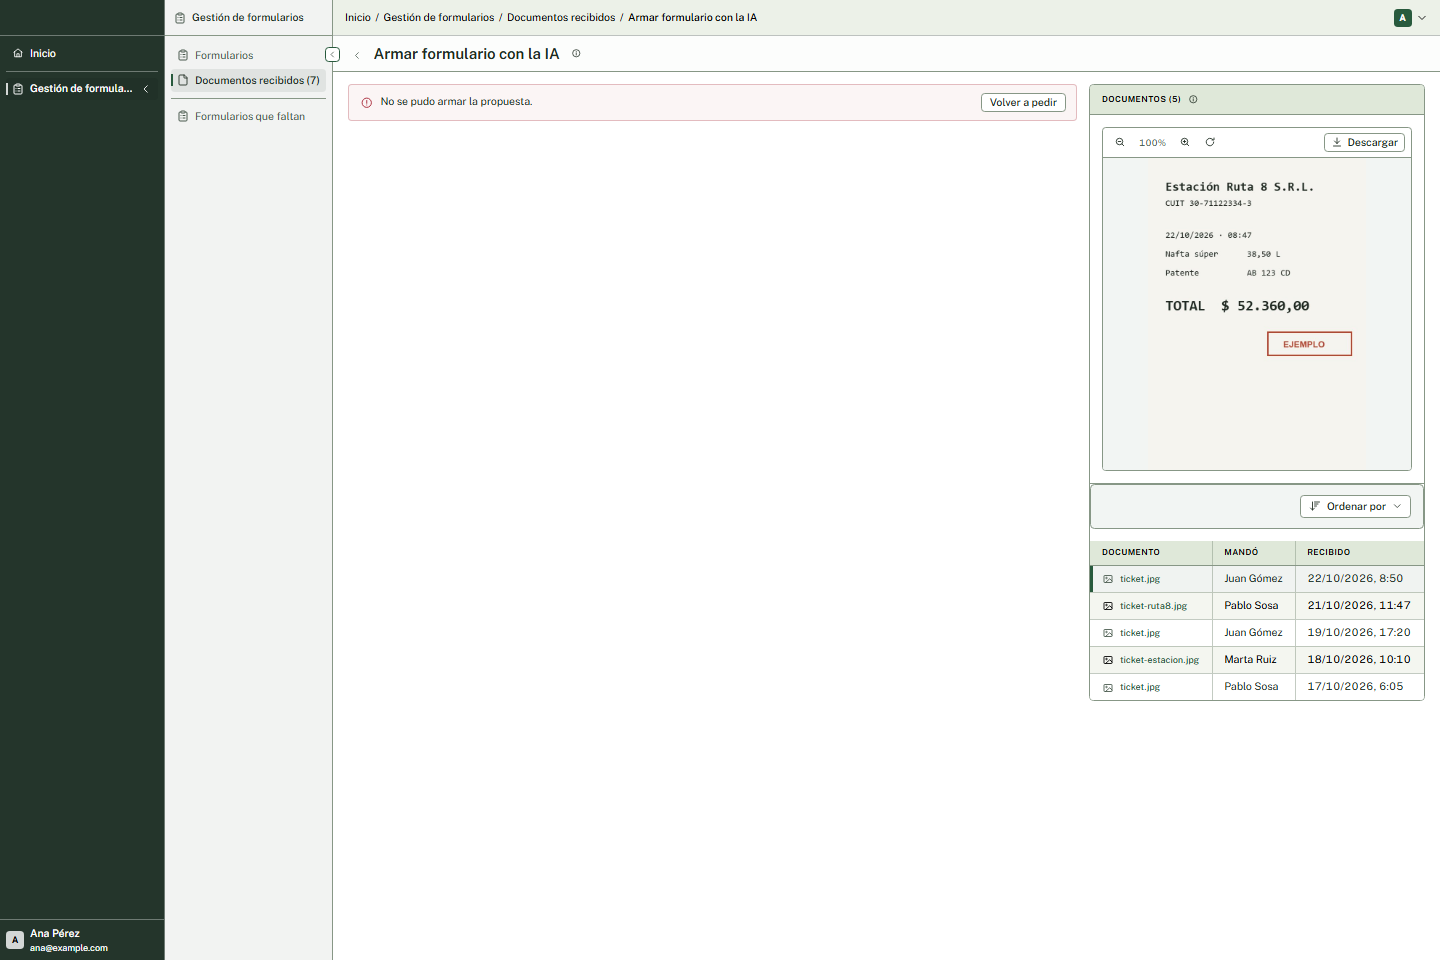 Gestión de formularios
Inicio / Gestión de formularios / Documentos recibidos / Armar formulario con la IA
A
Inicio
Gestión de formula...
Formularios
Documentos recibidos (7)
Formularios que faltan
Armar formulario con la IA
No se pudo armar la propuesta.
Volver a pedir
DOCUMENTOS (5)
100%
Descargar
Estación Ruta 8 S.R.L.
CUIT 30-71122334-3
22/10/2026 · 08:47
Nafta súper 38,50 L
Patente AB 123 CD
TOTAL $ 52.360,00
EJEMPLO
Ordenar por
DOCUMENTO MANDÓ RECIBIDO
ticket.jpg Juan Gómez 22/10/2026, 8:50
ticket-ruta8.jpg Pablo Sosa 21/10/2026, 11:47
ticket.jpg Juan Gómez 19/10/2026, 17:20
ticket-estacion.jpg Marta Ruiz 18/10/2026, 10:10
ticket.jpg Pablo Sosa 17/10/2026, 6:05
A
Ana Pérez
ana@example.com